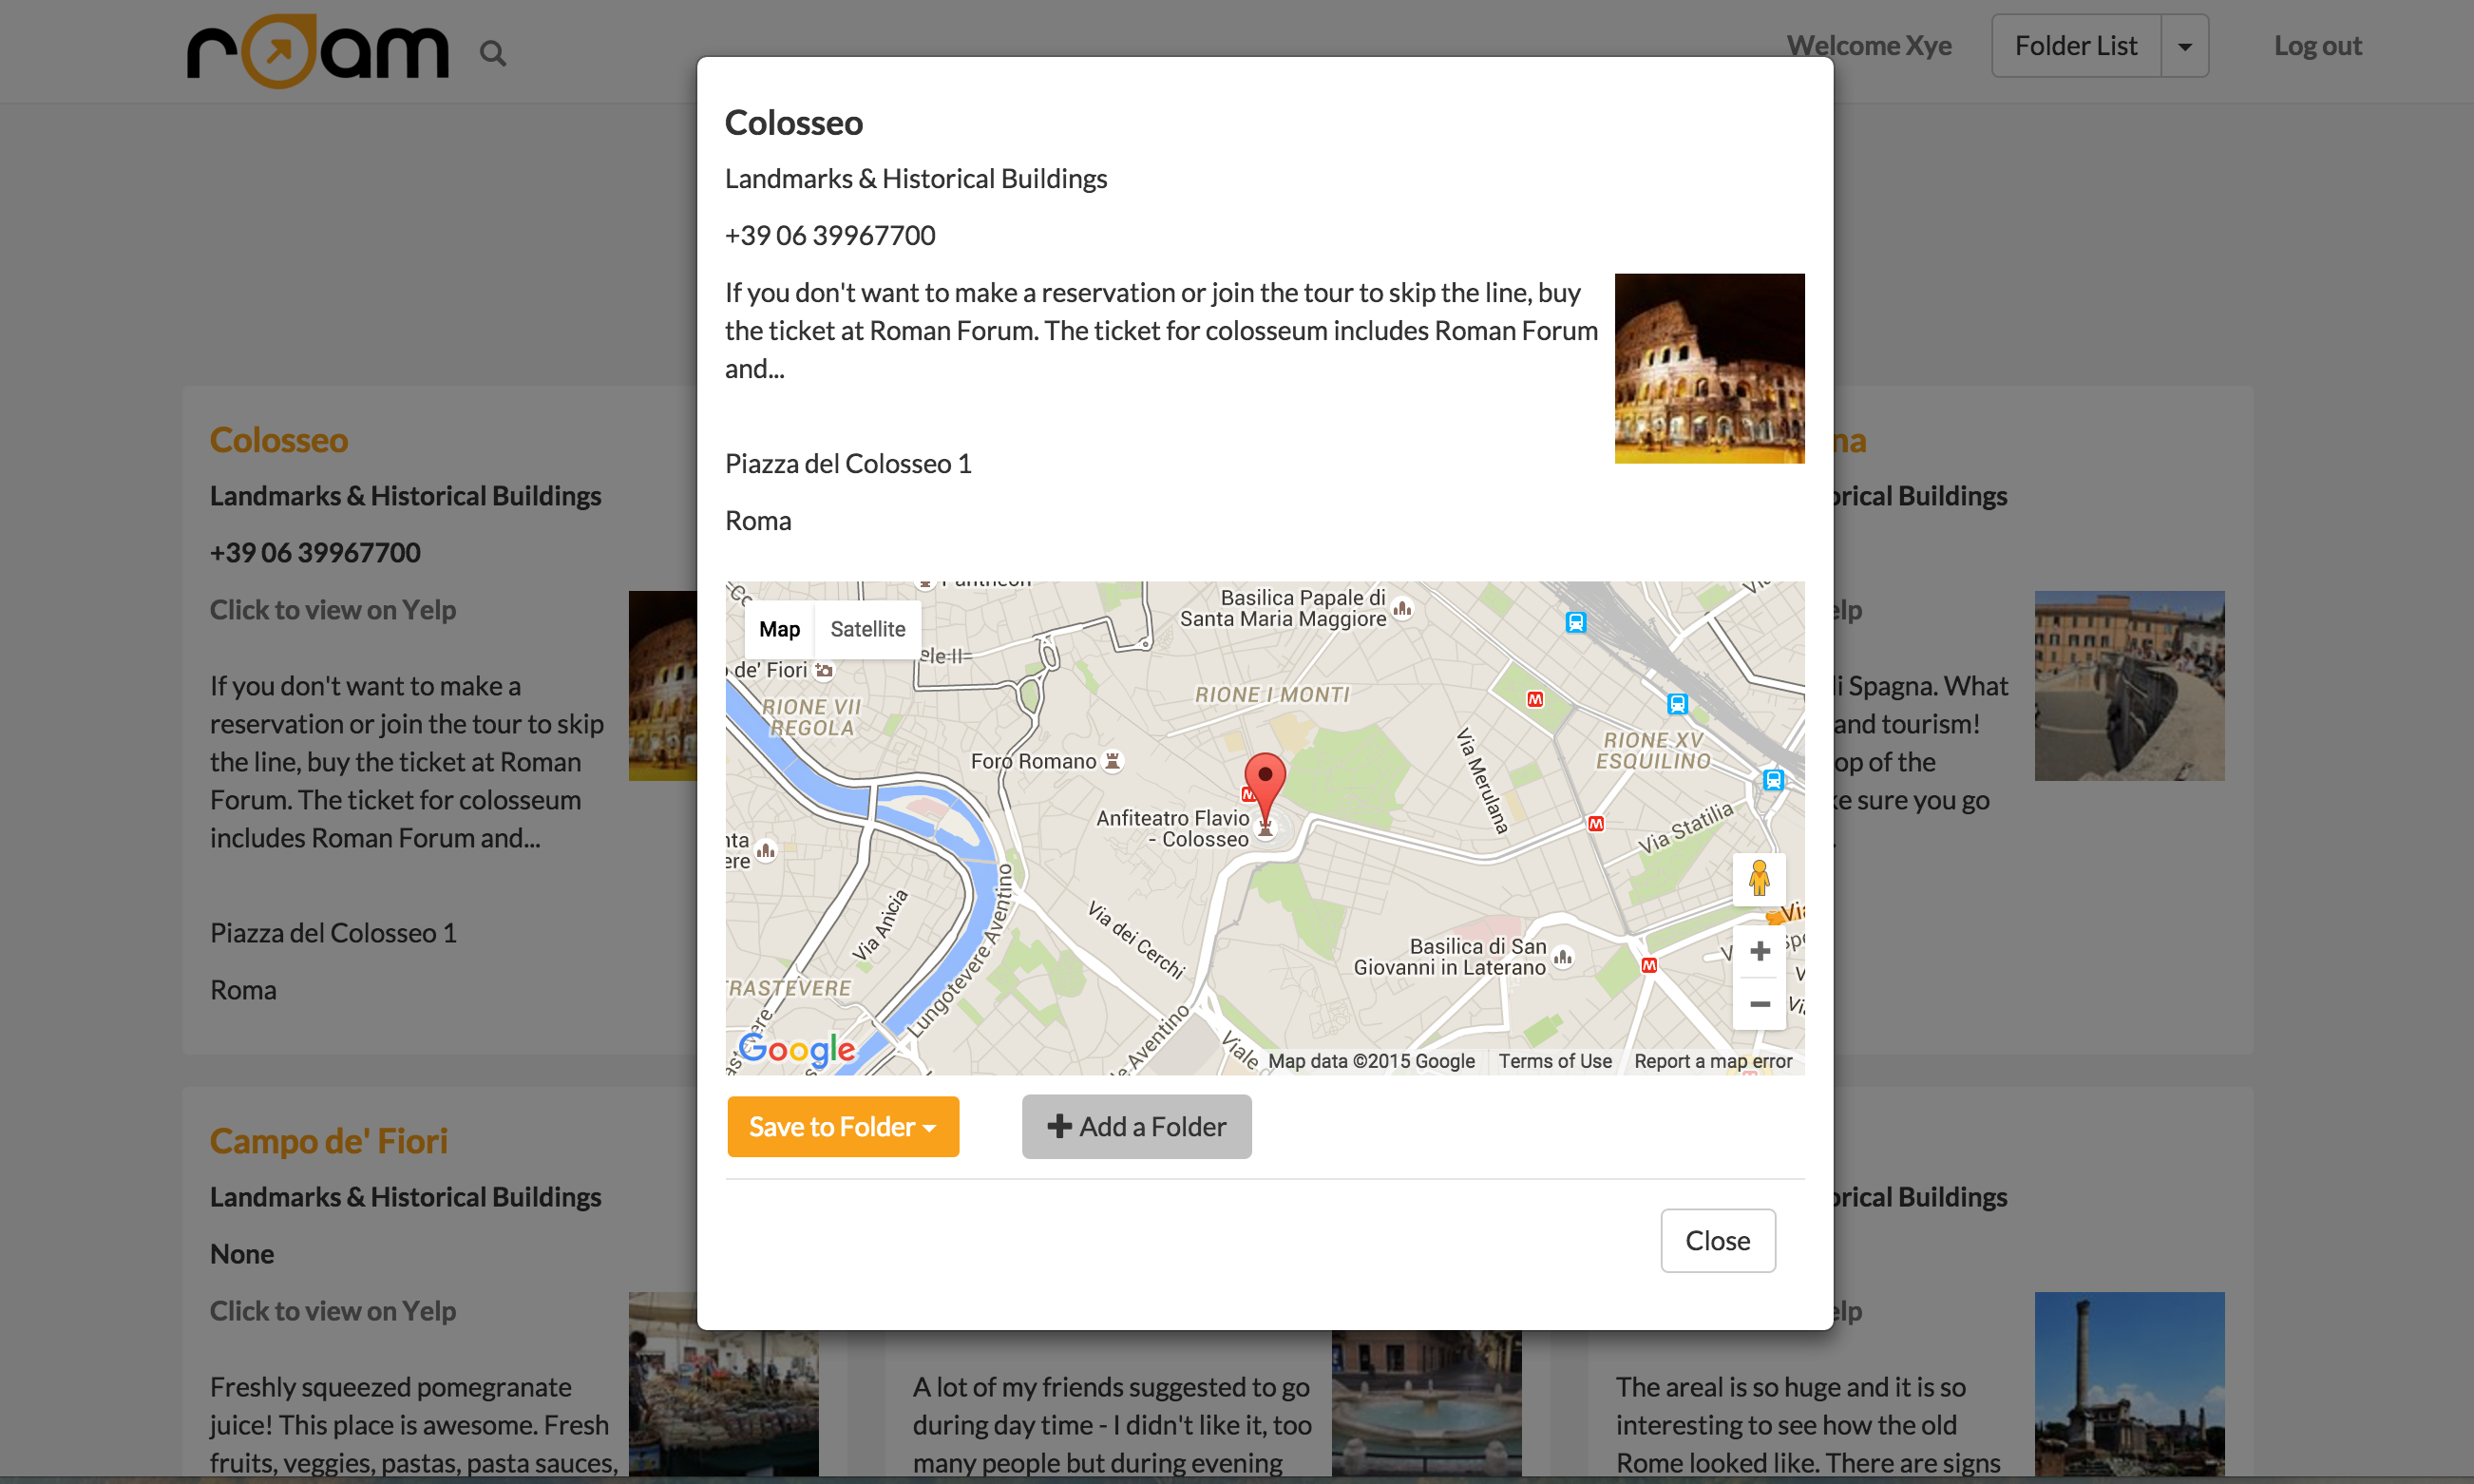 roam
Welcome Xye
Folder List
Log out
Colosseo
Landmarks & Historical Buildings
+39 06 39967700
If you don't want to make a reservation or join the tour to skip the line, buy
the ticket at Roman Forum. The ticket for colosseum includes Roman Forum
and...
Piazza del Colosseo 1
Roma
Map
Satellite
Pantheon
ele II
de' Fiori
Basilica Papale di
Santa Maria Maggiore
RIONE VII
REGOLA
RIONE I MONTI
M
RIONE XV
ESQUILINO
Via Merulana
Foro Romano
M
Anfiteatro Flavio
- Colosseo
M
Via Statilia
nta
ere
Via Anicia
Lungotevere Aventino
Via dei Cerchi
Basilica di San
Giovanni in Laterano
M
RASTEVERE
e Aventino
Viale
+
−
Google
Map data ©2015 Google
Terms of Use
Report a map error
Save to Folder
Add a Folder
Close
Colosseo
Landmarks & Historical Buildings
+39 06 39967700
Click to view on Yelp
If you don't want to make a
reservation or join the tour to skip
the line, buy the ticket at Roman
Forum. The ticket for colosseum
includes Roman Forum and...
Piazza del Colosseo 1
Roma
na
orical Buildings
elp
di Spagna. What
and tourism!
op of the
ke sure you go
Campo de' Fiori
Landmarks & Historical Buildings
None
Click to view on Yelp
Freshly squeezed pomegranate
juice! This place is awesome. Fresh
fruits, veggies, pastas, pasta sauces,
A lot of my friends suggested to go
during day time - I didn't like it, too
many people but during evening
orical Buildings
elp
The areal is so huge and it is so
interesting to see how the old
Rome looked like. There are signs